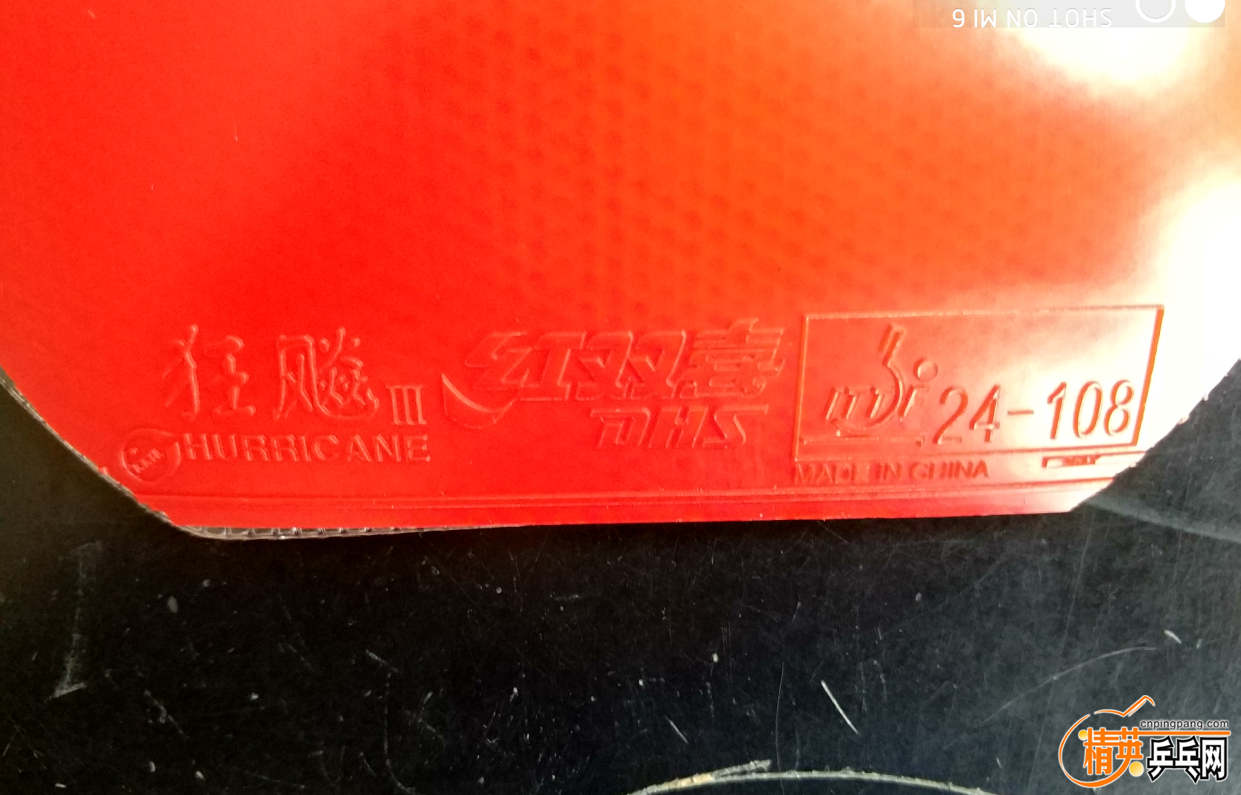 SHOT ON MI 6
狂飚 III 红双喜 ITTF 24-108
HURRICANE DHS
MADE IN CHINA
cnpingpang.com
精英乒乓网